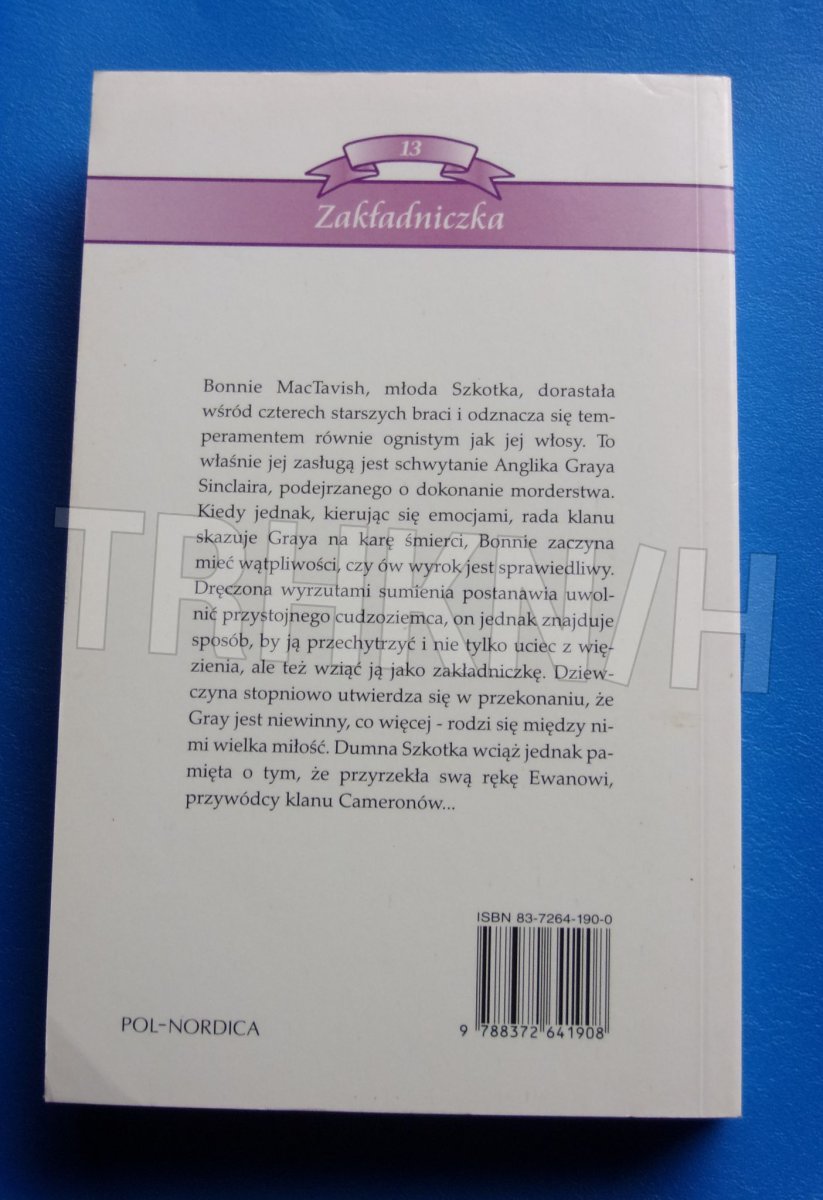 13
Zakładniczka
Bonnie MacTavish, młoda Szkotka, dorastała
wśród czterech starszych braci i odznacza się tem-
peramentem równie ognistym jak jej włosy. To
właśnie jej zasługą jest schwytanie Anglika Graya
Sinclaira, podejrzanego o dokonanie morderstwa.
Kiedy jednak, kierując się emocjami, rada klanu
skazuje Graya na karę śmierci, Bonnie zaczyna
mieć wątpliwości, czy ów wyrok jest sprawiedliwy.
Dręczona wyrzutami sumienia postanawia uwol-
nić przystojnego cudzoziemca, on jednak znajduje
sposób, by ją przechytrzyć i nie tylko uciec z wię-
zienia, ale też wziąć ją jako zakładniczkę. Dziew-
czyna stopniowo utwierdza się w przekonaniu, że
Gray jest niewinny, co więcej - rodzi się między ni-
mi wielka miłość. Dumna Szkotka wciąż jednak pa-
mięta o tym, że przyrzekła swą rękę Ewanowi,
przywódcy klanu Cameronów...
TRHKN/H
ISBN 83-7264-190-0
9 788372 641908
POL-NORDICA